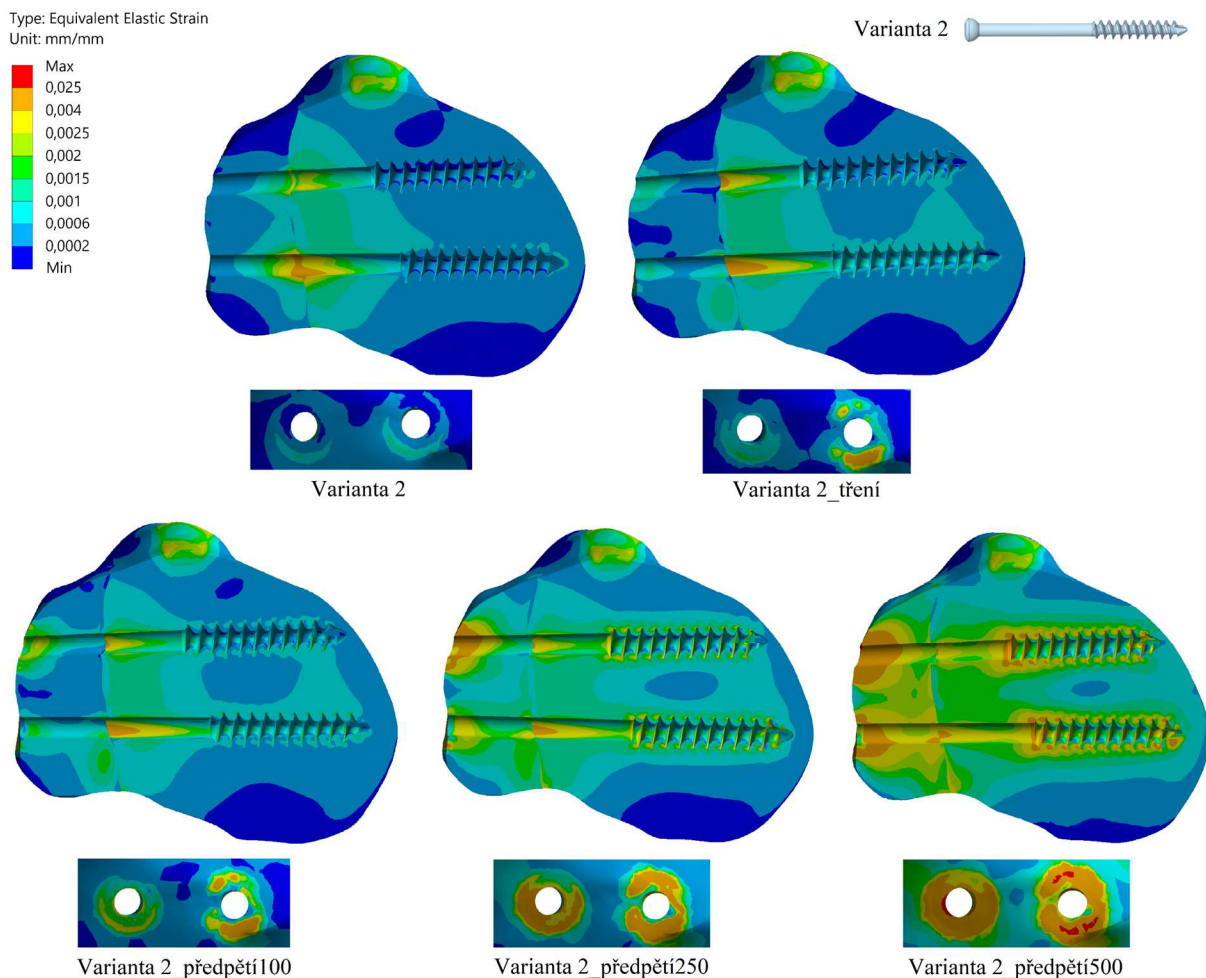 Type: Equivalent Elastic Strain
Unit: mm/mm
Max
0,025
0,004
0,0025
0,002
0,0015
0,001
0,0006
0,0002
Min
Varianta 2
Varianta 2
Varianta 2_tření
Varianta 2_předpětí100
Varianta 2_předpětí250
Varianta 2_předpětí500